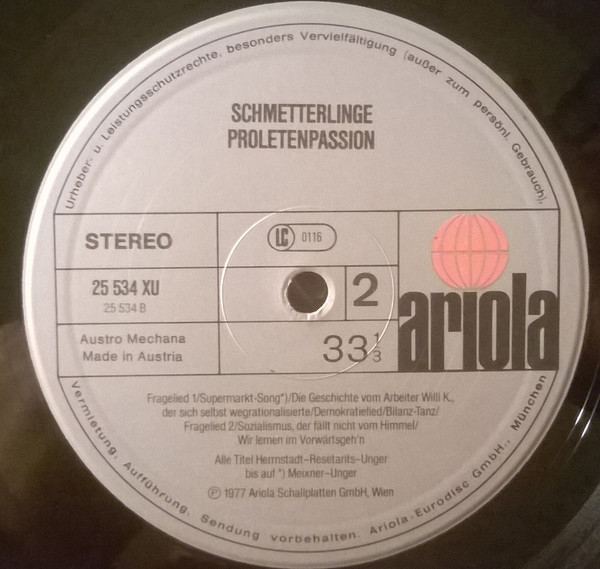 Urheber- u. Leistungsschutzrechte, besonders Vervielfältigung (außer zum persönl. Gebrauch),
SCHMETTERLINGE
PROLETENPASSION
STEREO
LC 0116
25 534 XU
25 534 B
2
ariola
Austro Mechana
Made in Austria
33 1/3
Fragelied 1/Supermarkt-Song*)/Die Geschichte vom Arbeiter Willi K.,
der sich selbst wegrationalisierte/Demokratielied/Bilanz-Tanz/
Fragelied 2/Sozialismus, der fällt nicht vom Himmel/
Wir lernen im Vorwärtsgeh'n
Alle Titel Herrnstadt-Resetarits-Unger
bis auf *) Meixner-Unger
Ⓟ 1977 Ariola Schallplatten GmbH, Wien
Vermietung, Aufführung, Sendung vorbehalten. Ariola-Eurodisc GmbH., München